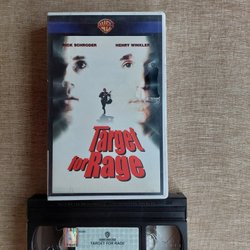 RICK SCHRODER HENRY WINKLER
Target
for Rage
TARGET FOR RAGE